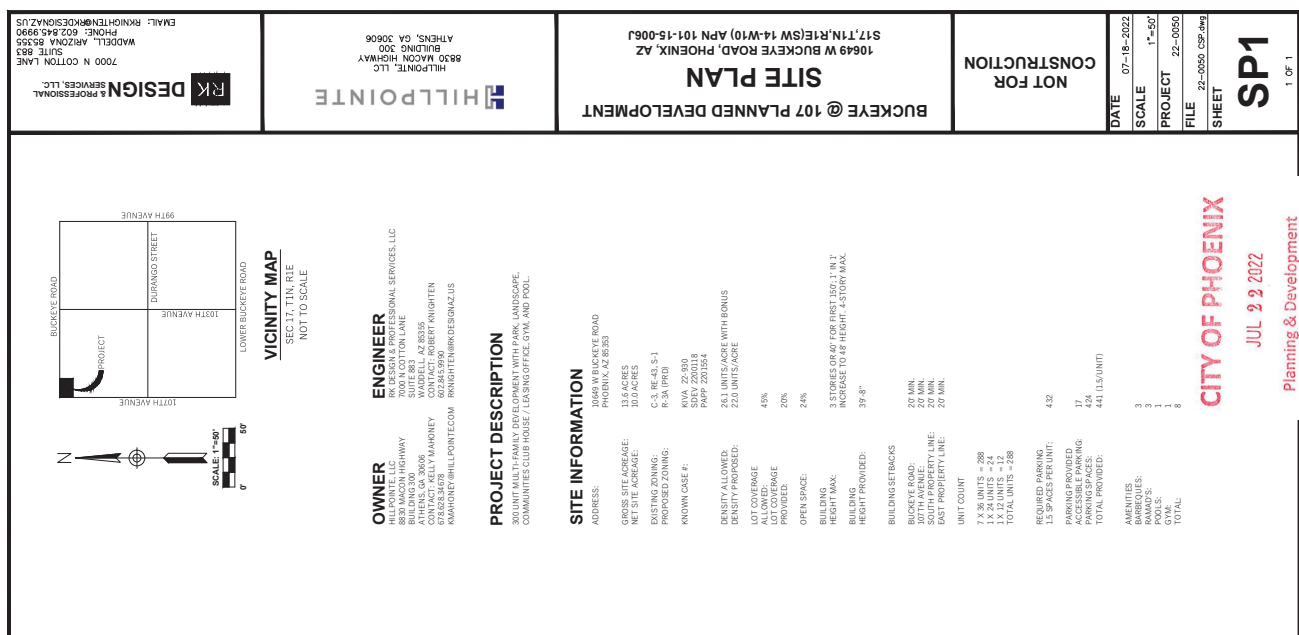 RK DESIGN & PROFESSIONAL SERVICES, LLC.
7000 N COTTON LANE
SUITE 883
WADDELL, ARIZONA 85355
PHONE: 602.845.9990
EMAIL: RKNIGHTEN@RKDESIGNAZ.US
HILLPOINTE
HILLPOINTE, LLC
8830 MACON HIGHWAY
BUILDING 300
ATHENS, GA 30606
BUCKEYE @ 107 PLANNED DEVELOPMENT
SITE PLAN
10649 W BUCKEYE ROAD, PHOENIX, AZ
S17,T1N,R1E(SW 14-W10) APN 101-15-006J
NOT FOR
CONSTRUCTION
DATE
07-18-2022
SCALE
1"=50'
PROJECT
22-0050
FILE
22-0050 CSP.dwg
SHEET
SP1
1 OF 1
N
SCALE: 1"=50'
0' 50'
BUCKEYE ROAD
107TH AVENUE
PROJECT
103TH AVENUE
DURANGO STREET
99TH AVENUE
LOWER BUCKEYE ROAD
VICINITY MAP
SEC 17, T1N, R1E
NOT TO SCALE
OWNER
HILLPOINTE, LLC
8830 MACON HIGHWAY
BUILDING 300
ATHENS, GA 30606
CONTACT: KELLY MAHONEY
678.628.34678
KMAHONEY@HILLPOINTE.COM
ENGINEER
RK DESIGN & PROFESSIONAL SERVICES, LLC
7000 N COTTON LANE
SUITE 883
WADDELL, AZ 85355
CONTACT: ROBERT KNIGHTEN
602.845.9990
RKNIGHTEN@RKDESIGNAZ.US
PROJECT DESCRIPTION
300 UNIT MULTI-FAMILY DEVELOPMENT WITH PARK, LANDSCAPE,
COMMUNITIES CLUB HOUSE / LEASING OFFICE, GYM, AND POOL.
SITE INFORMATION
ADDRESS: 10649 W BUCKEYE ROAD
PHOENIX, AZ 85353
GROSS SITE ACREAGE: 13.6 ACRES
NET SITE ACREAGE: 10.0 ACRES
EXISTING ZONING: C-3, RE-43, S-1
PROPOSED ZONING: R-3A (PRD)
KNOWN CASE #: KIVA 22-930
SDEV 2200118
PAPP 2201554
DENSITY ALLOWED: 26.1 UNITS/ACRE WITH BONUS
DENSITY PROPOSED: 22.0 UNITS/ACRE
LOT COVERAGE
ALLOWED: 45%
LOT COVERAGE
PROVIDED: 20%
OPEN SPACE: 24%
BUILDING
HEIGHT MAX: 3 STORIES OR 40' FOR FIRST 150'; 1' IN 1'
INCREASE TO 48' HEIGHT, 4-STORY MAX.
BUILDING
HEIGHT PROVIDED: 39'-8"
BUILDING SETBACKS
BUCKEYE ROAD: 20' MIN.
107TH AVENUE: 20' MIN.
SOUTH PROPERTY LINE: 20' MIN.
EAST PROPERTY LINE: 20' MIN.
UNIT COUNT
7 X 36 UNITS = 288
1 X 24 UNITS = 24
1 X 12 UNITS = 12
TOTAL UNITS = 288
REQUIRED PARKING
1.5 SPACES PER UNIT: 432
PARKING PROVIDED
ACCESSIBLE PARKING: 17
PARKING SPACES: 424
TOTAL PROVIDED: 441 (1.5/UNIT)
AMENITIES
BARBEQUES: 3
RAMAD'S: 3
POOLS: 1
GYM: 1
TOTAL: 8
CITY OF PHOENIX
JUL 22 2022
Planning & Development